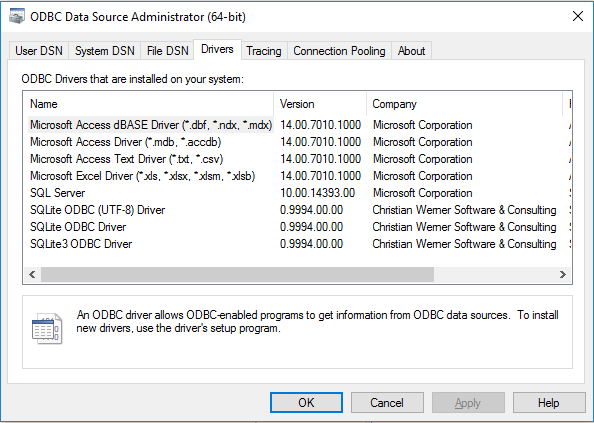 ODBC Data Source Administrator (64-bit)
User DSN System DSN File DSN Drivers Tracing Connection Pooling About
ODBC Drivers that are installed on your system:
Name Version Company
Microsoft Access dBASE Driver (*.dbf, *.ndx, *.mdx) 14.00.7010.1000 Microsoft Corporation
Microsoft Access Driver (*.mdb, *.accdb) 14.00.7010.1000 Microsoft Corporation
Microsoft Access Text Driver (*.txt, *.csv) 14.00.7010.1000 Microsoft Corporation
Microsoft Excel Driver (*.xls, *.xlsx, *.xlsm, *.xlsb) 14.00.7010.1000 Microsoft Corporation
SQL Server 10.00.14393.00 Microsoft Corporation
SQLite ODBC (UTF-8) Driver 0.9994.00.00 Christian Werner Software & Consulting
SQLite ODBC Driver 0.9994.00.00 Christian Werner Software & Consulting
SQLite3 ODBC Driver 0.9994.00.00 Christian Werner Software & Consulting
An ODBC driver allows ODBC-enabled programs to get information from ODBC data sources. To install
new drivers, use the driver's setup program.
OK Cancel Apply Help